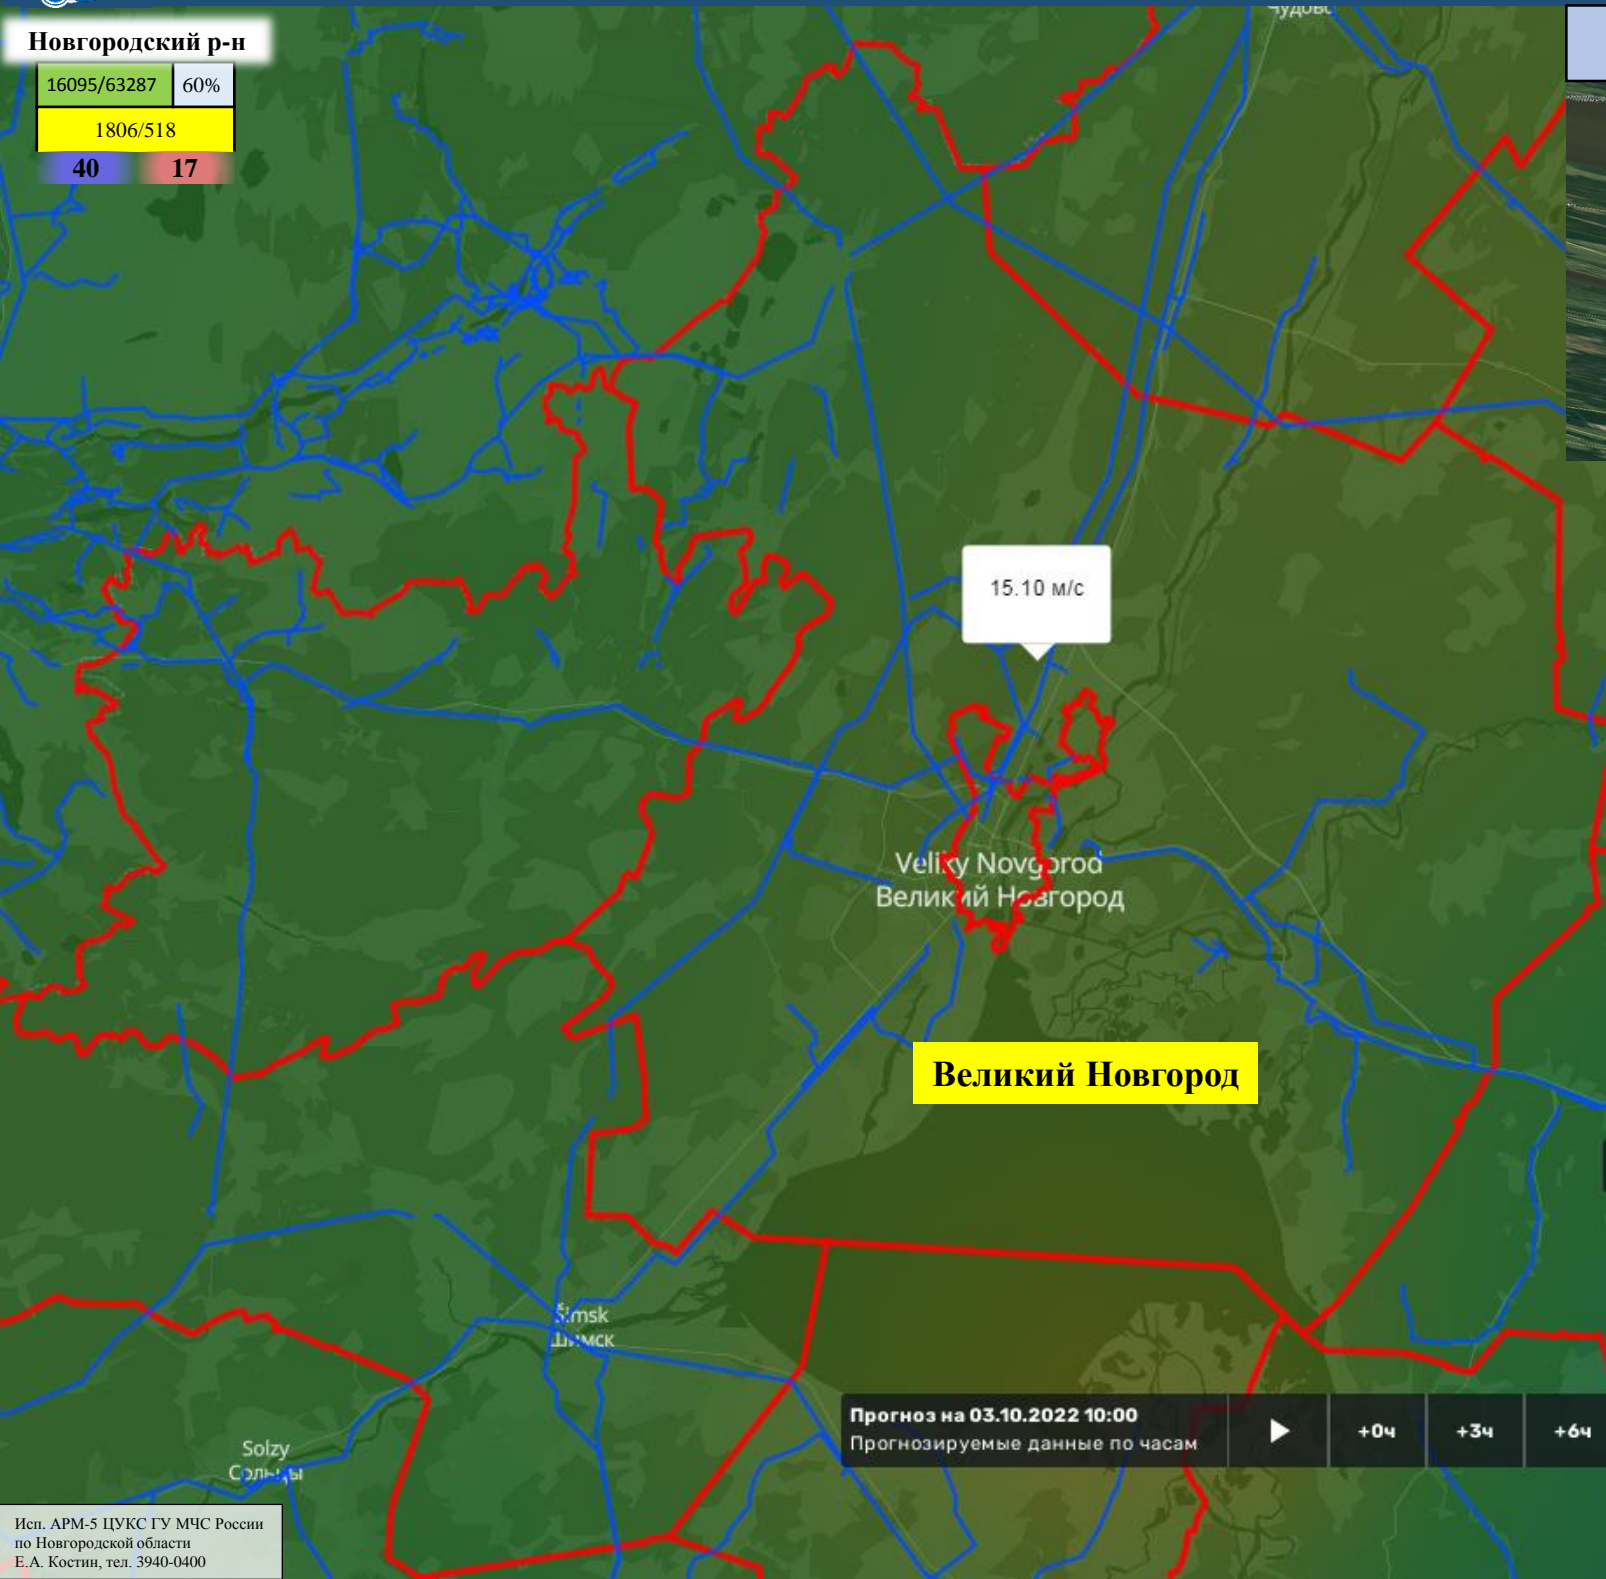 Чудово
Новгородский р-н
16095/63287
60%
1806/518
40
17
15.10 м/с
Veliky Novgorod
Великий Новгород
Великий Новгород
Šimsk
Шимск
Прогноз на 03.10.2022 10:00
Прогнозируемые данные по часам
+0ч
+3ч
+6ч
Solzy
Сольцы
Исп. АРМ-5 ЦУКС ГУ МЧС России
по Новгородской области
Е.А. Костин, тел. 3940-0400